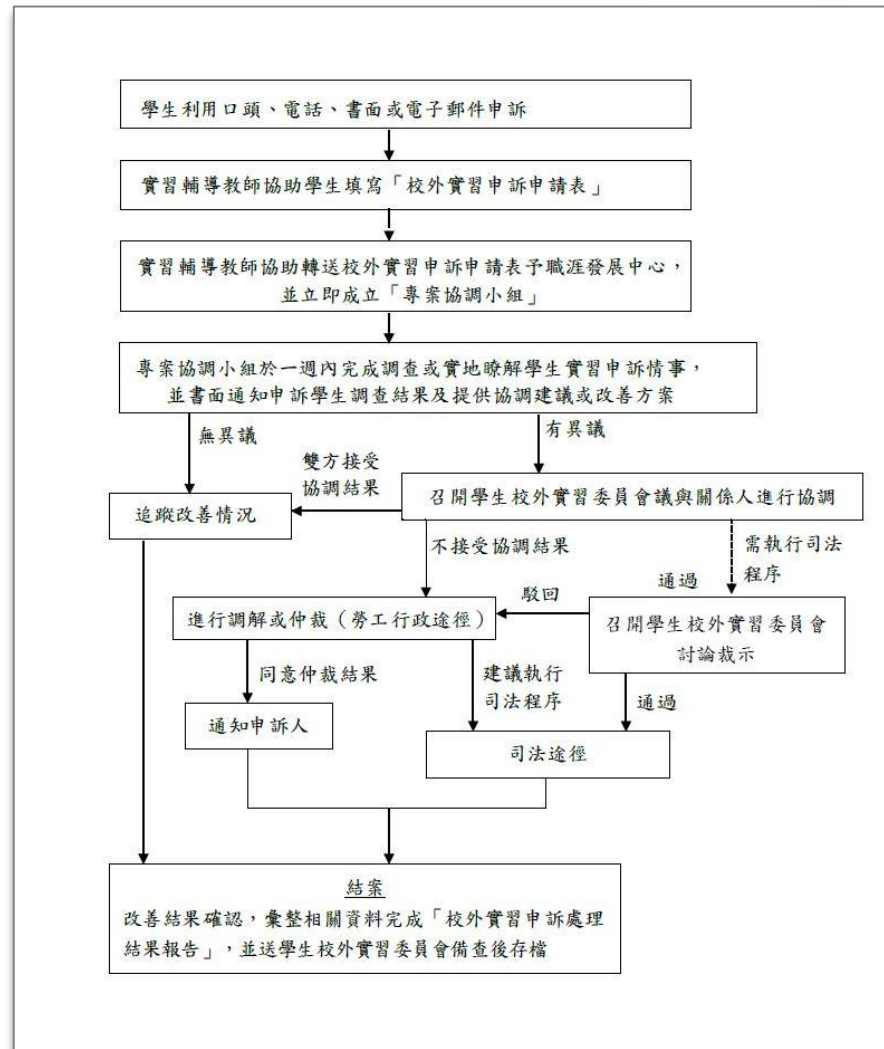 學生利用口頭、電話、書面或電子郵件申訴
實習輔導教師協助學生填寫「校外實習申訴申請表」
實習輔導教師協助轉送校外實習申訴申請表予職涯發展中心，
並立即成立「專案協調小組」
專案協調小組於一週內完成調查或實地瞭解學生實習申訴情事，
並書面通知申訴學生調查結果及提供協調建議或改善方案
無異議
有異議
雙方接受
協調結果
召開學生校外實習委員會議與關係人進行協調
追蹤改善情況
不接受協調結果
需執行司法
程序
通過
駁回
進行調解或仲裁（勞工行政途徑）
召開學生校外實習委員會
討論裁示
同意仲裁結果
建議執行
司法程序
通過
通知申訴人
司法途徑
結案
改善結果確認，彙整相關資料完成「校外實習申訴處理
結果報告」，並送學生校外實習委員會備查後存檔